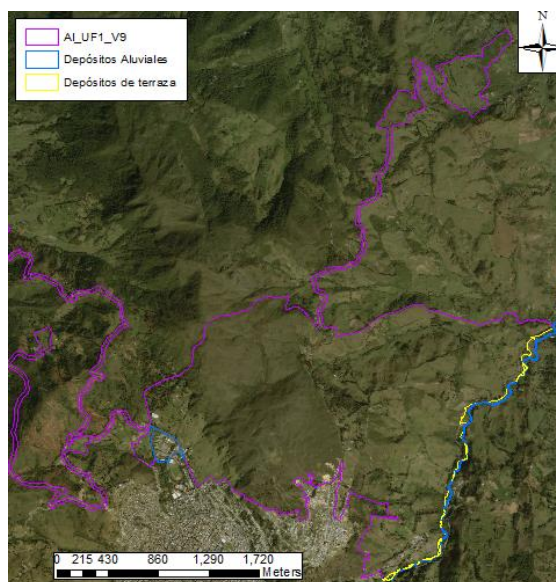 AI_UF1_V9
Depósitos Aluviales
Depósitos de terraza
N
0 215 430 860 1,290 1,720
Meters